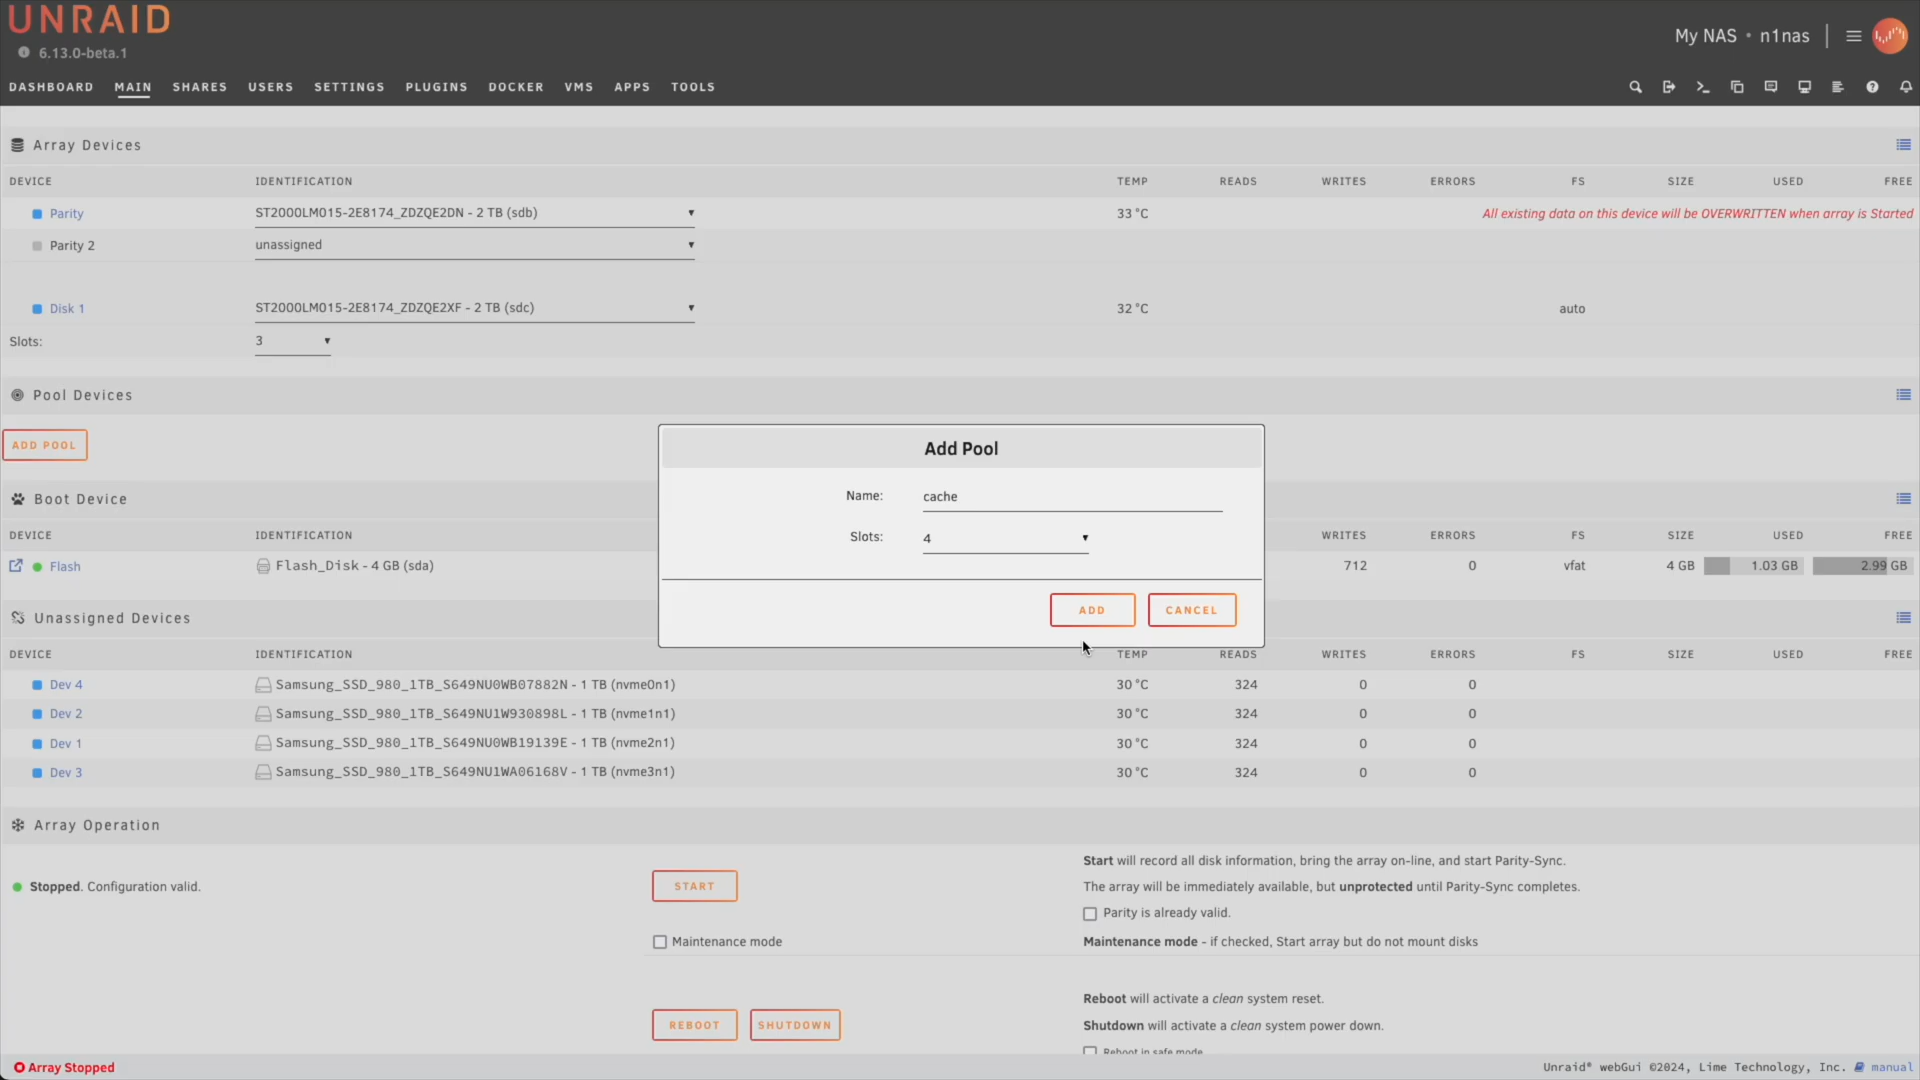 UNRAID
6.13.0-beta.1
My NAS • n1nas
DASHBOARD MAIN SHARES USERS SETTINGS PLUGINS DOCKER VMS APPS TOOLS
Array Devices
DEVICE IDENTIFICATION TEMP READS WRITES ERRORS FS SIZE USED FREE
Parity ST2000LM015-2E8174_ZDZQE2DN - 2 TB (sdb) 33 °C All existing data on this device will be OVERWRITTEN when array is Started
Parity 2 unassigned
Disk 1 ST2000LM015-2E8174_ZDZQE2XF - 2 TB (sdc) 32 °C auto
Slots: 3
Pool Devices
ADD POOL
Add Pool
Name: cache
Slots: 4
ADD CANCEL
Boot Device
DEVICE IDENTIFICATION WRITES ERRORS FS SIZE USED FREE
Flash Flash_Disk - 4 GB (sda) 712 0 vfat 4 GB 1.03 GB 2.99 GB
Unassigned Devices
DEVICE IDENTIFICATION TEMP READS WRITES ERRORS FS SIZE USED FREE
Dev 4 Samsung_SSD_980_1TB_S649NU0WB07882N - 1 TB (nvme0n1) 30 °C 324 0 0
Dev 2 Samsung_SSD_980_1TB_S649NU1W930898L - 1 TB (nvme1n1) 30 °C 324 0 0
Dev 1 Samsung_SSD_980_1TB_S649NU0WB19139E - 1 TB (nvme2n1) 30 °C 324 0 0
Dev 3 Samsung_SSD_980_1TB_S649NU1WA06168V - 1 TB (nvme3n1) 30 °C 324 0 0
Array Operation
Start will record all disk information, bring the array on-line, and start Parity-Sync.
Stopped. Configuration valid. START The array will be immediately available, but unprotected until Parity-Sync completes.
Parity is already valid.
Maintenance mode Maintenance mode - if checked, Start array but do not mount disks
Reboot will activate a clean system reset.
REBOOT SHUTDOWN Shutdown will activate a clean system power down.
Reboot in safe mode
Array Stopped Unraid® webGui ©2024, Lime Technology, Inc. manual